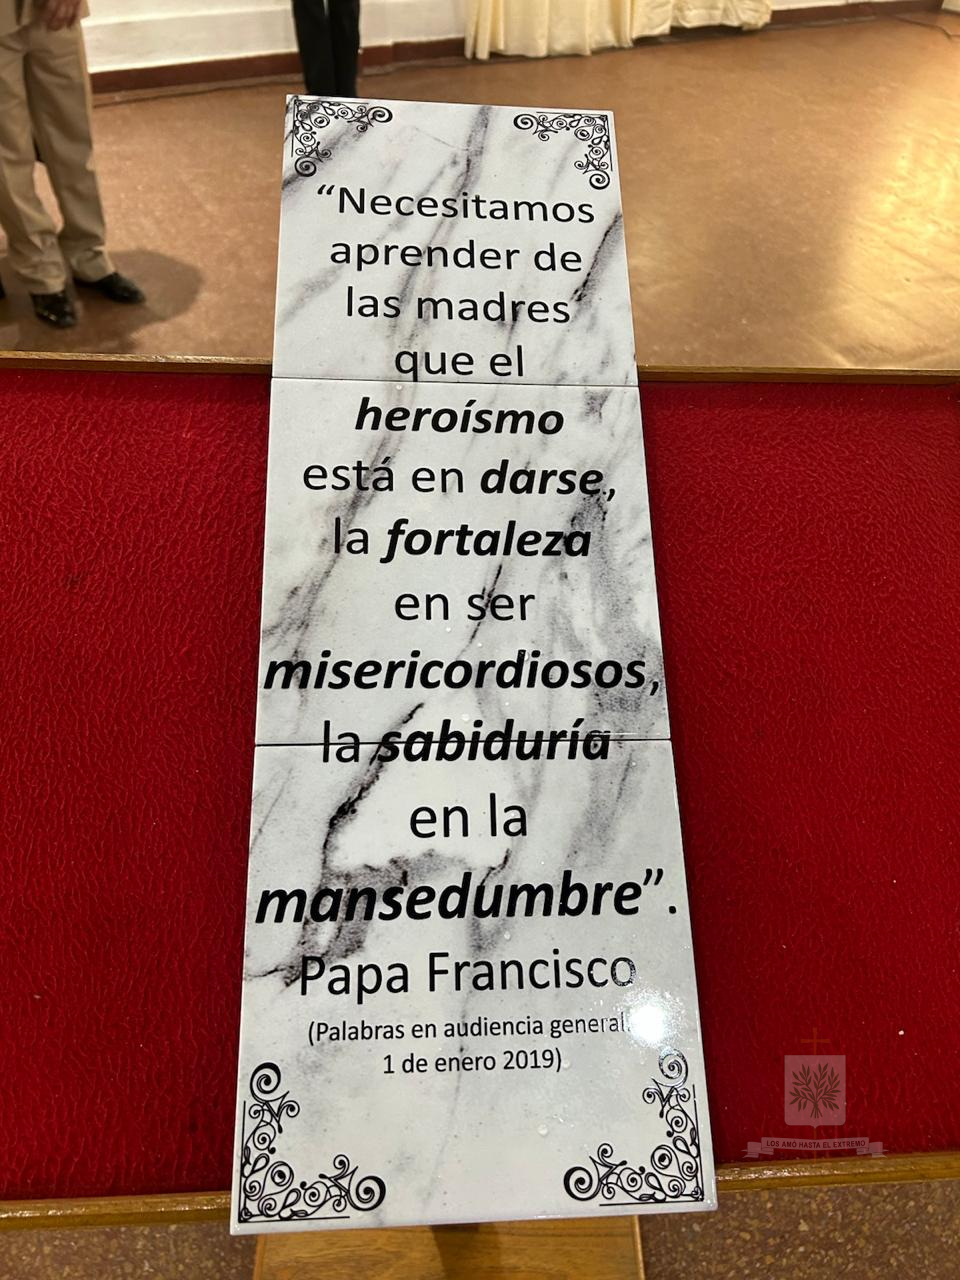 “Necesitamos
aprender de
las madres
que el
heroísmo
está en darse,
la fortaleza
en ser
misericordiosos,
la sabiduría
en la
mansedumbre”.
Papa Francisco
(Palabras en audiencia general,
1 de enero 2019)
LOS AMÓ HASTA EL EXTREMO